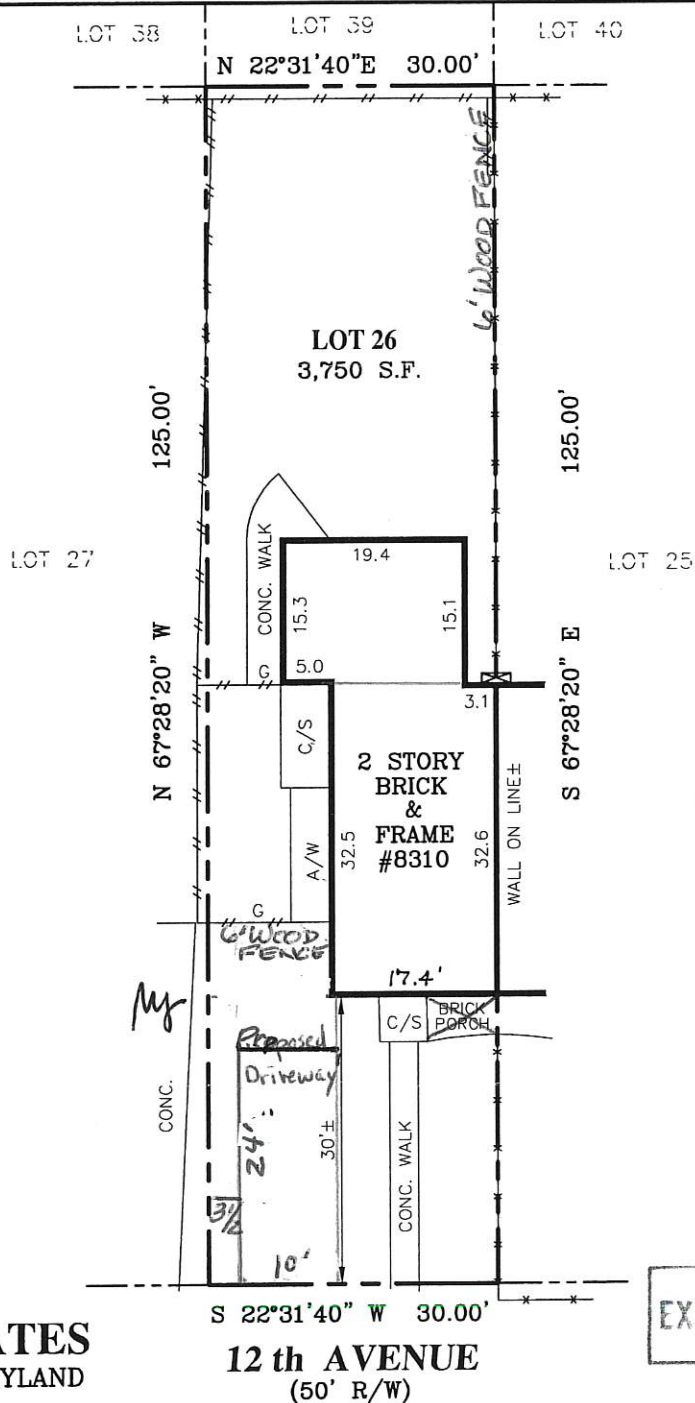 LOT 38
LOT 39
LOT 40
N 22°31'40"E 30.00'
6' WOOD FENCE
LOT 26
3,750 S.F.
125.00'
125.00'
LOT 27
LOT 25
CONC. WALK
19.4
15.3
15.1
G 5.0
3.1
N 67°28'20" W
S 67°28'20" E
C/S
2 STORY
BRICK
&
FRAME
#8310
A/W
32.5
32.6
WALL ON LINE±
G
6' WOOD
FENCE
17.4'
C/S
BRICK
PORCH
Proposed
Driveway
CONC.
24'
30'±
CONC. WALK
3½
10'
S 22°31'40" W 30.00'
12 th AVENUE
(50' R/W)